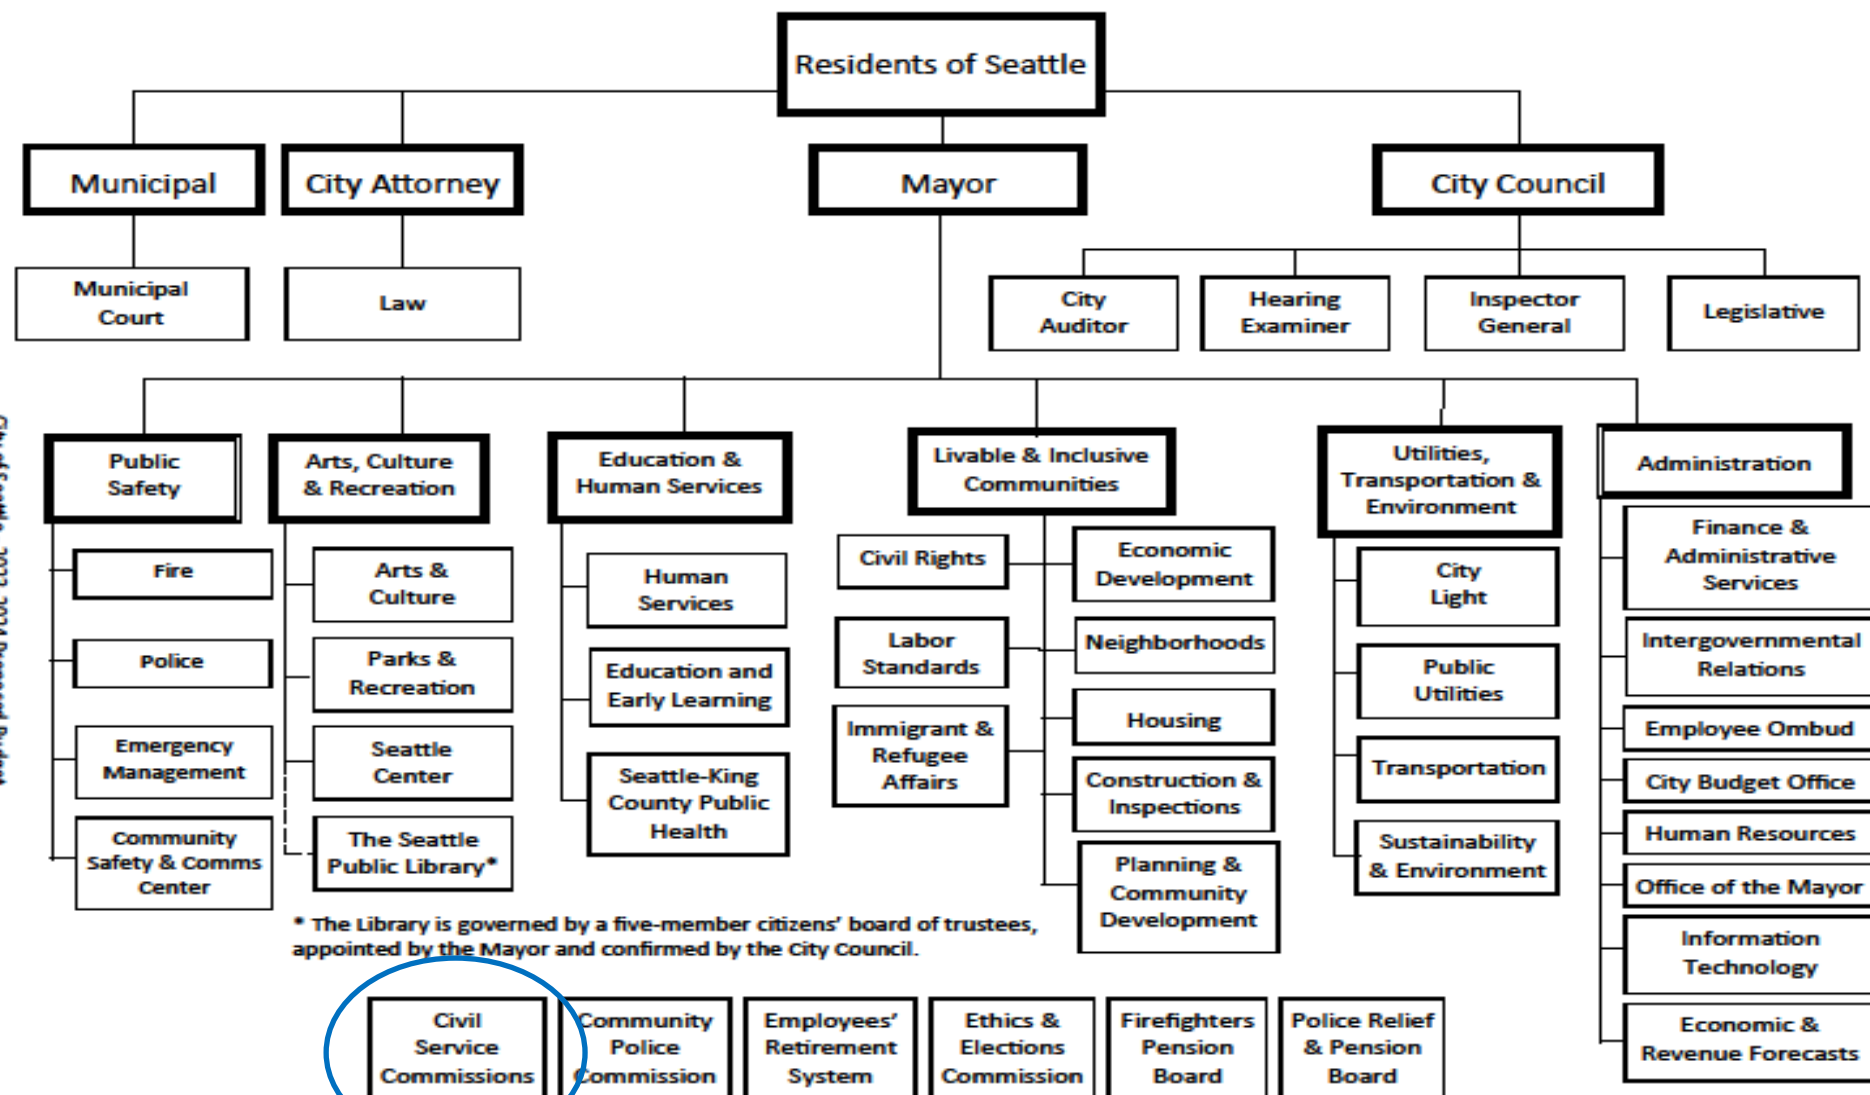 Residents of Seattle
Municipal
City Attorney
Mayor
City Council
Municipal
Court
Law
City
Auditor
Hearing
Examiner
Inspector
General
Legislative
Public
Safety
Fire
Police
Emergency
Management
Community
Safety & Comms
Center
Arts, Culture
& Recreation
Arts &
Culture
Parks &
Recreation
Seattle
Center
The Seattle
Public Library*
Education &
Human Services
Human
Services
Education and
Early Learning
Seattle-King
County Public
Health
Livable & Inclusive
Communities
Civil Rights
Labor
Standards
Immigrant &
Refugee
Affairs
Economic
Development
Neighborhoods
Housing
Construction &
Inspections
Planning &
Community
Development
Utilities,
Transportation &
Environment
City
Light
Public
Utilities
Transportation
Sustainability
& Environment
Administration
Finance &
Administrative
Services
Intergovernmental
Relations
Employee Ombud
City Budget Office
Human Resources
Office of the Mayor
Information
Technology
Economic &
Revenue Forecasts
* The Library is governed by a five-member citizens’ board of trustees,
appointed by the Mayor and confirmed by the City Council.
Civil
Service
Commissions
Community
Police
Commission
Employees’
Retirement
System
Ethics &
Elections
Commission
Firefighters
Pension
Board
Police Relief
& Pension
Board